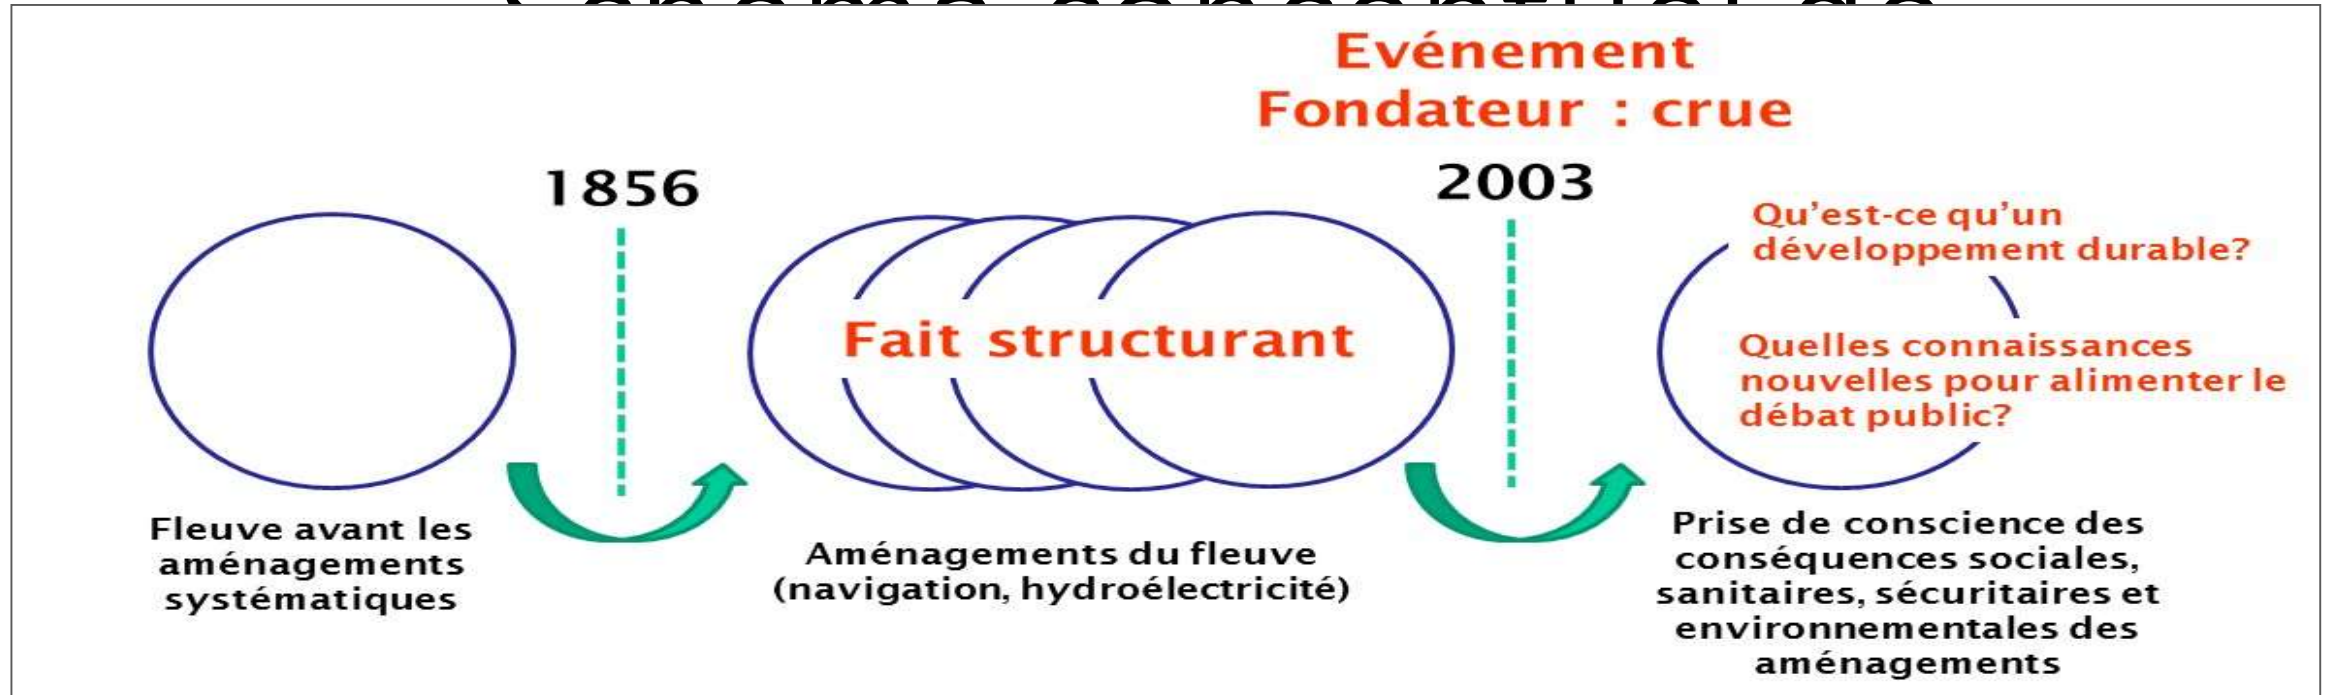 Evénement
Fondateur : crue
1856
2003
Qu’est-ce qu’un
développement durable?
Fait structurant
Quelles connaissances
nouvelles pour alimenter le
débat public?
Fleuve avant les
aménagements
systématiques
Aménagements du fleuve
(navigation, hydroélectricité)
Prise de conscience des
conséquences sociales,
sanitaires, sécuritaires et
environnementales des
aménagements